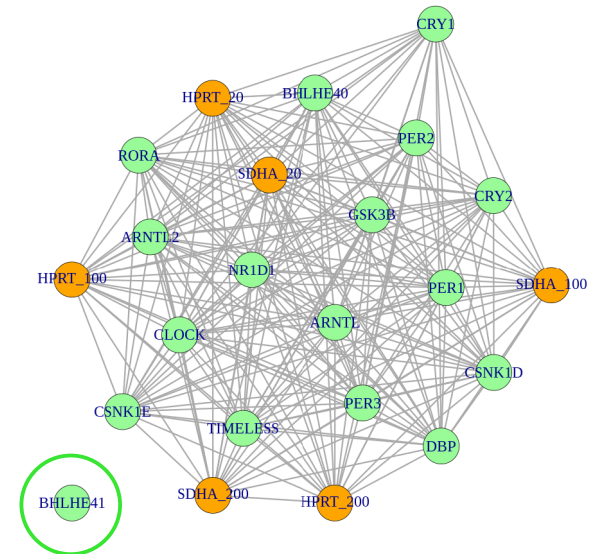 CRY1
HPRT_20
BHLHE40
PER2
RORA
SDHA_20
CRY2
GSK3B
ARNTL2
HPRT_100
NR1D1
PER1
SDHA_100
ARNTL
CLOCK
CSNK1D
CSNK1E
PER3
TIMELESS
DBP
SDHA_200
HPRT_200
BHLHE41